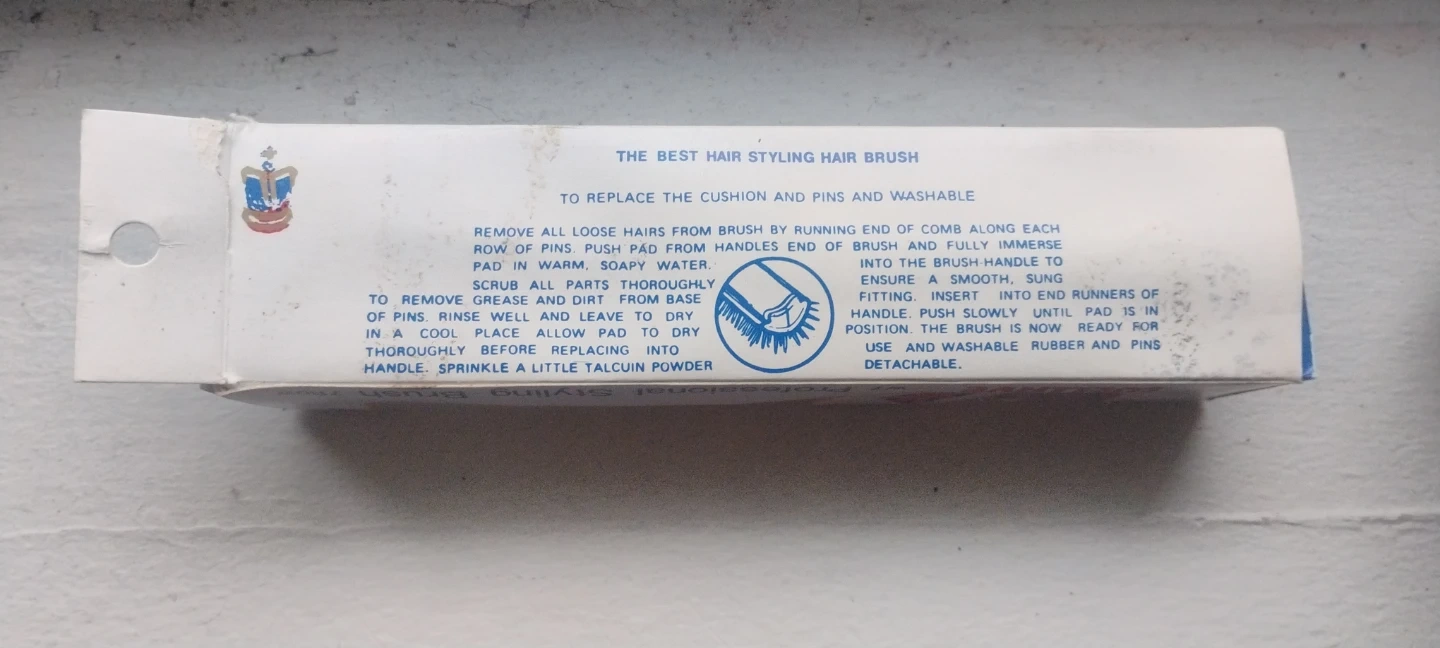 THE BEST HAIR STYLING HAIR BRUSH
TO REPLACE THE CUSHION AND PINS AND WASHABLE
REMOVE ALL LOOSE HAIRS FROM BRUSH BY RUNNING END OF COMB ALONG EACH
ROW OF PINS. PUSH PAD FROM HANDLES END OF BRUSH AND FULLY IMMERSE
PAD IN WARM, SOAPY WATER.
SCRUB ALL PARTS THOROUGHLY
TO REMOVE GREASE AND DIRT FROM BASE
OF PINS. RINSE WELL AND LEAVE TO DRY
IN A COOL PLACE ALLOW PAD TO DRY
THOROUGHLY BEFORE REPLACING INTO
HANDLE. SPRINKLE A LITTLE TALCUIN POWDER
INTO THE BRUSH-HANDLE TO
ENSURE A SMOOTH, SUNG
FITTING. INSERT INTO END RUNNERS OF
HANDLE. PUSH SLOWLY UNTIL PAD IS IN
POSITION. THE BRUSH IS NOW READY FOR
USE AND WASHABLE RUBBER AND PINS
DETACHABLE.
Professional Styling Brush